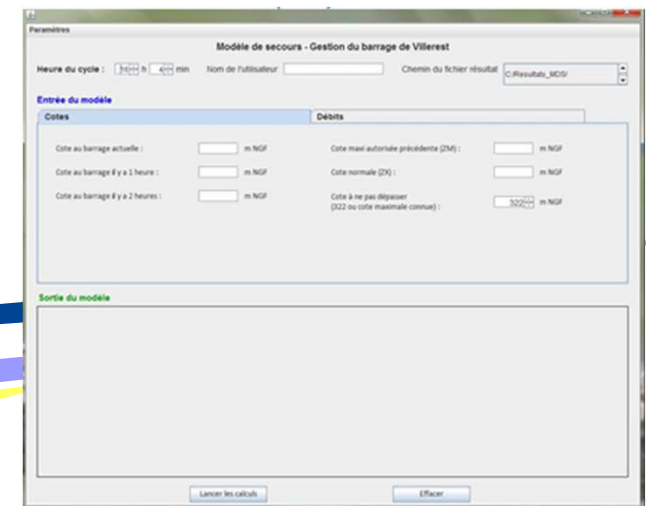 Paramètres
Modèle de secours - Gestion du barrage de Villerest
Heure du cycle : h min Nom de l'utilisateur Chemin du fichier résultat C:/Resultats_MDS/
Entrée du modèle
Cotes Débits
Cote au barrage actuelle : m NGF Cote maxi autorisée précédente (ZM) : m NGF
Cote au barrage il y a 1 heure : m NGF Cote normale (ZX) : m NGF
Cote au barrage il y a 2 heures : m NGF Cote à ne pas dépasser
(322 ou cote maximale connue) : 322 m NGF
Sortie du modèle
Lancer les calculs Effacer